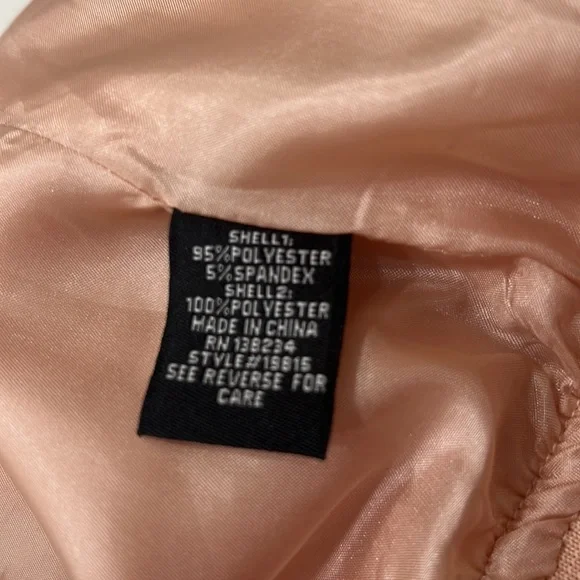 SHELL1:
95%POLYESTER
5%SPANDEX
SHELL2:
100%POLYESTER
MADE IN CHINA
RN 138234
STYLE#19815
SEE REVERSE FOR
CARE